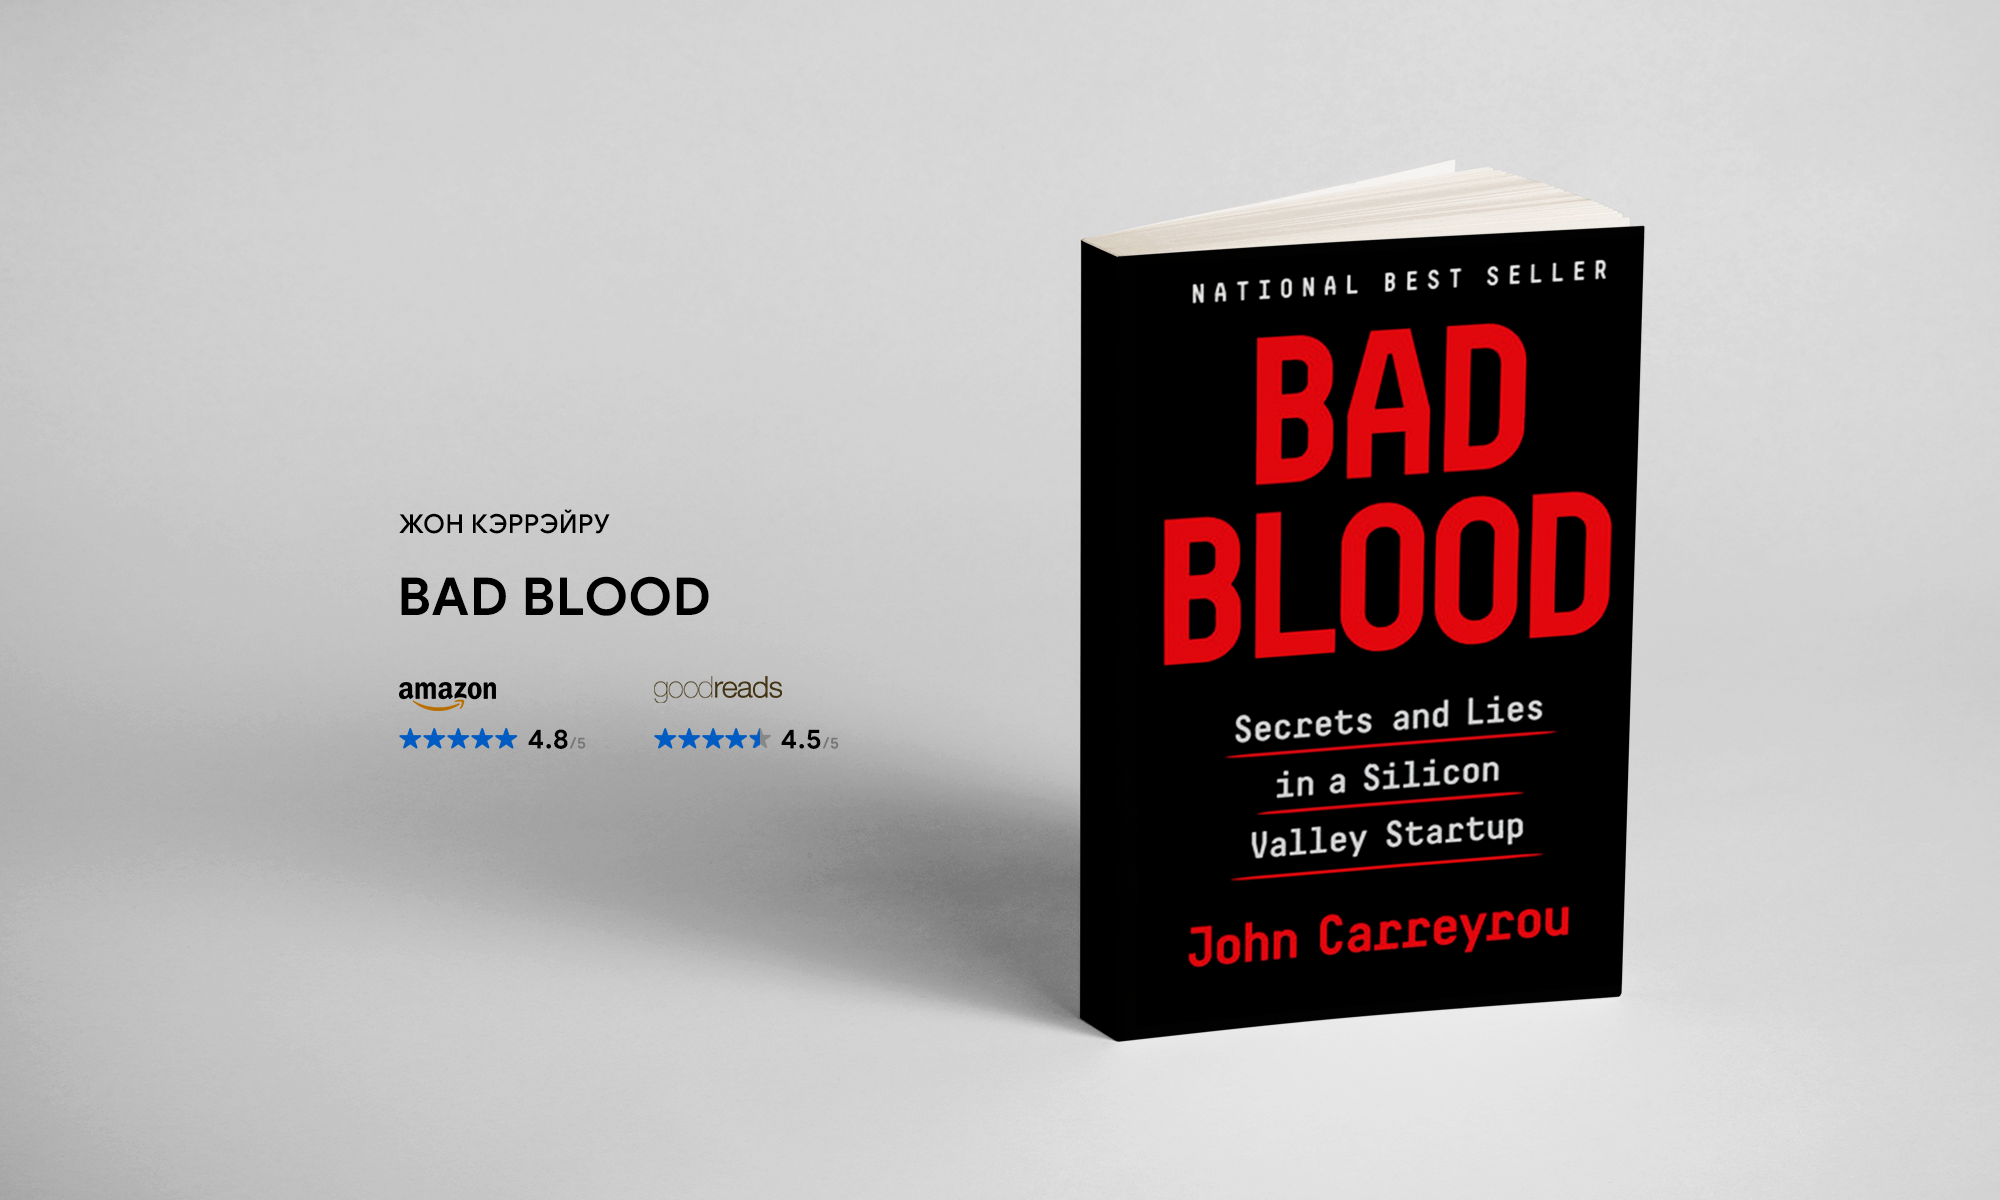 ЖОН КЭРРЭЙРУ
BAD BLOOD
amazon
goodreads
4.8/5
4.5/5
NATIONAL BEST SELLER
BAD
BLOOD
Secrets and Lies
in a Silicon
Valley Startup
John Carreyrou